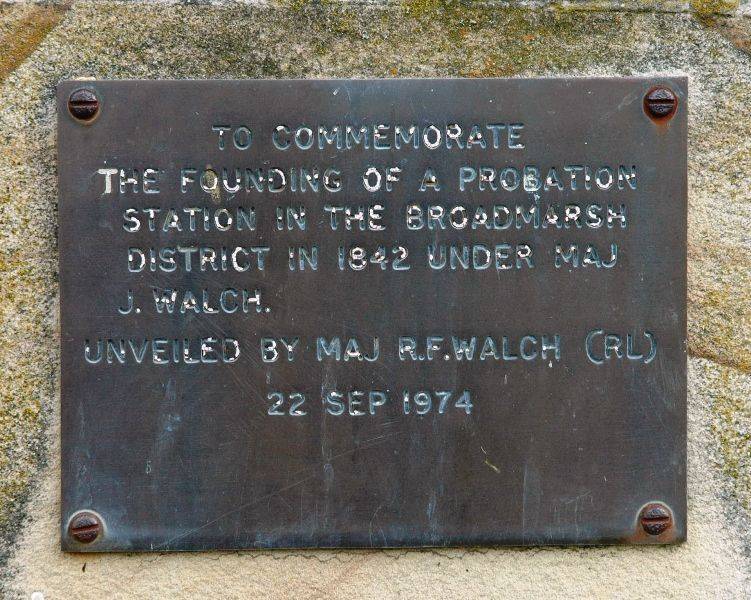 TO COMMEMORATE
THE FOUNDING OF A PROBATION
STATION IN THE BROADMARSH
DISTRICT IN 1842 UNDER MAJ
J. WALCH.
UNVEILED BY MAJ R.F.WALCH (RL)
22 SEP 1974